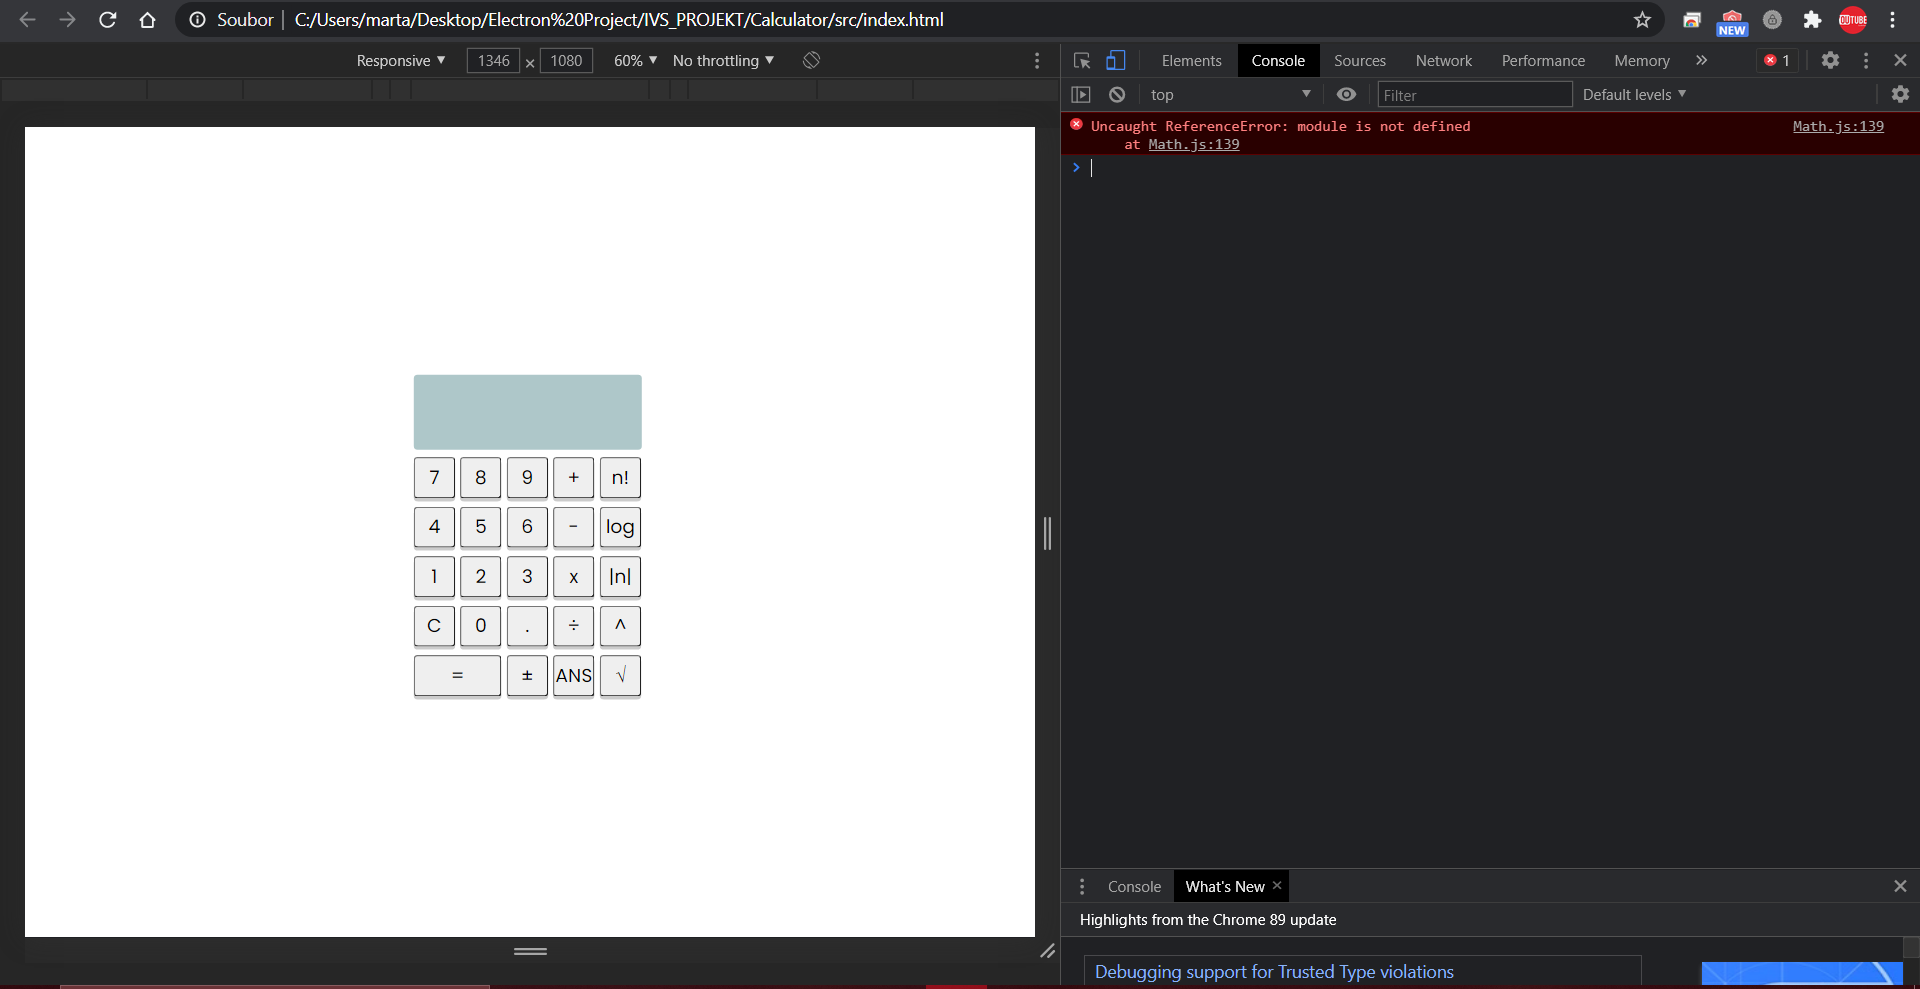 Soubor C:/Users/marta/Desktop/Electron%20Project/IVS_PROJEKT/Calculator/src/index.html
NEW
OUTUBE
Responsive 1346 × 1080 60% No throttling
Elements Console Sources Network Performance Memory » 1
top Filter Default levels
Uncaught ReferenceError: module is not defined Math.js:139
at Math.js:139
>
7 8 9 + n!
4 5 6 - log
1 2 3 x |n|
C 0 . ÷ ^
= ± ANS √
Console What's New ×
Highlights from the Chrome 89 update
Debugging support for Trusted Type violations